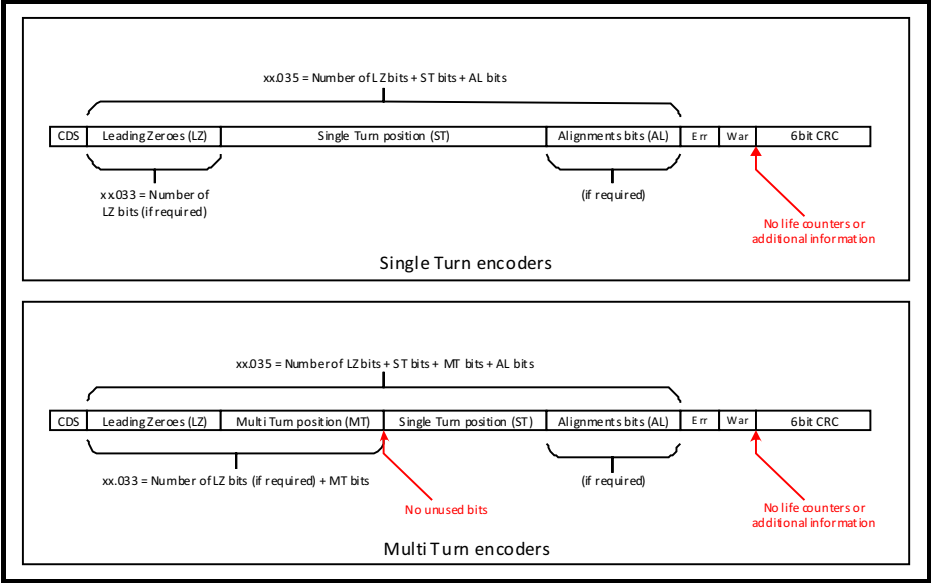 xx.035 = Number of LZ bits + ST bits + AL bits
CDS Leading Zeroes (LZ) Single Turn position (ST) Alignments bits (AL) Err War 6bit CRC
xx.033 = Number of
LZ bits (if required)
(if required)
No life counters or
additional information
Single Turn encoders
xx.035 = Number of LZ bits + ST bits + MT bits + AL bits
CDS Leading Zeroes (LZ) Multi Turn position (MT) Single Turn position (ST) Alignments bits (AL) Err War 6bit CRC
xx.033 = Number of LZ bits (if required) + MT bits
(if required)
No unused bits
No life counters or
additional information
Multi Turn encoders